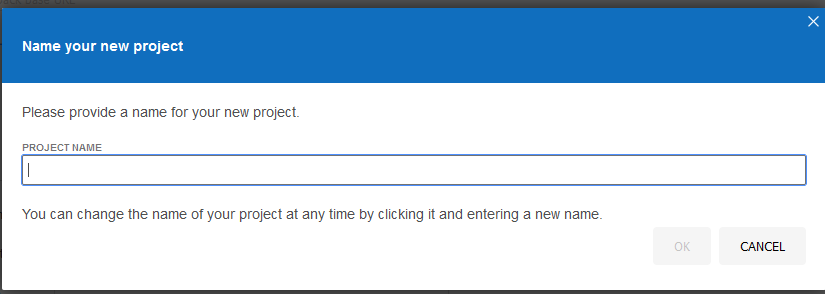 Name your new project
Please provide a name for your new project.
PROJECT NAME
You can change the name of your project at any time by clicking it and entering a new name.
OK
CANCEL